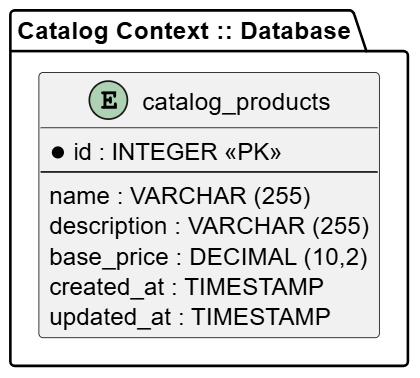 Catalog Context :: Database
E catalog_products
● id : INTEGER «PK»
name : VARCHAR (255)
description : VARCHAR (255)
base_price : DECIMAL (10,2)
created_at : TIMESTAMP
updated_at : TIMESTAMP